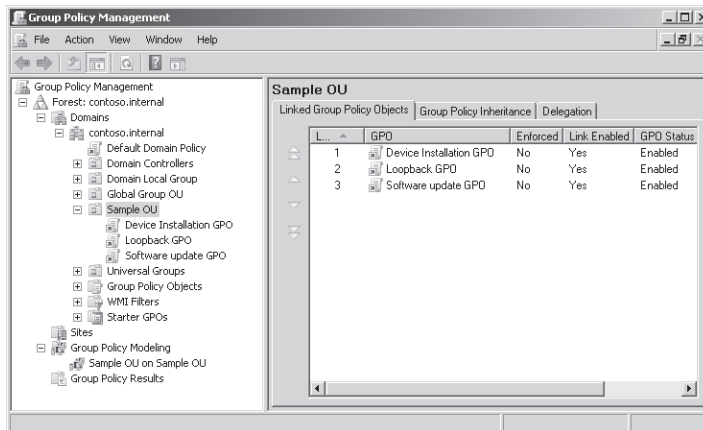 Group Policy Management
File Action View Window Help
Group Policy Management
Forest: contoso.internal
Domains
contoso.internal
Default Domain Policy
Domain Controllers
Domain Local Group
Global Group OU
Sample OU
Device Installation GPO
Loopback GPO
Software update GPO
Universal Groups
Group Policy Objects
WMI Filters
Starter GPOs
Sites
Group Policy Modeling
Sample OU on Sample OU
Group Policy Results
Sample OU
Linked Group Policy Objects Group Policy Inheritance Delegation
L... GPO Enforced Link Enabled GPO Status
1 Device Installation GPO No Yes Enabled
2 Loopback GPO No Yes Enabled
3 Software update GPO No Yes Enabled